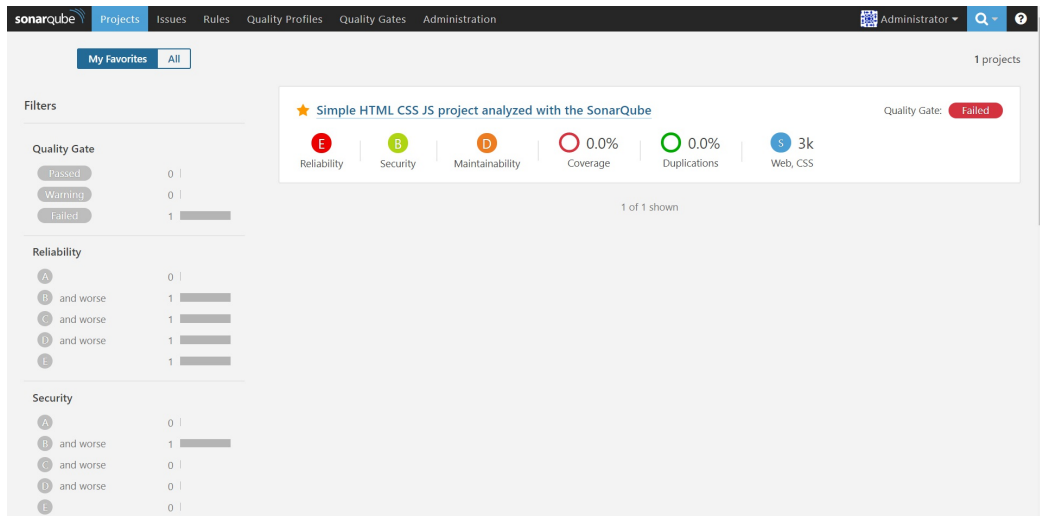 sonarqube Projects Issues Rules Quality Profiles Quality Gates Administration Administrator ?
My Favorites All 1 projects
Filters
Quality Gate
Passed 0
Warning 0
Failed 1
Reliability
A 0
B and worse 1
C and worse 1
D and worse 1
E 1
Security
A 0
B and worse 1
C and worse 0
D and worse 0
E 0
Simple HTML CSS JS project analyzed with the SonarQube Quality Gate: Failed
E B D 0.0% 0.0% S 3k
Reliability Security Maintainability Coverage Duplications Web, CSS
1 of 1 shown